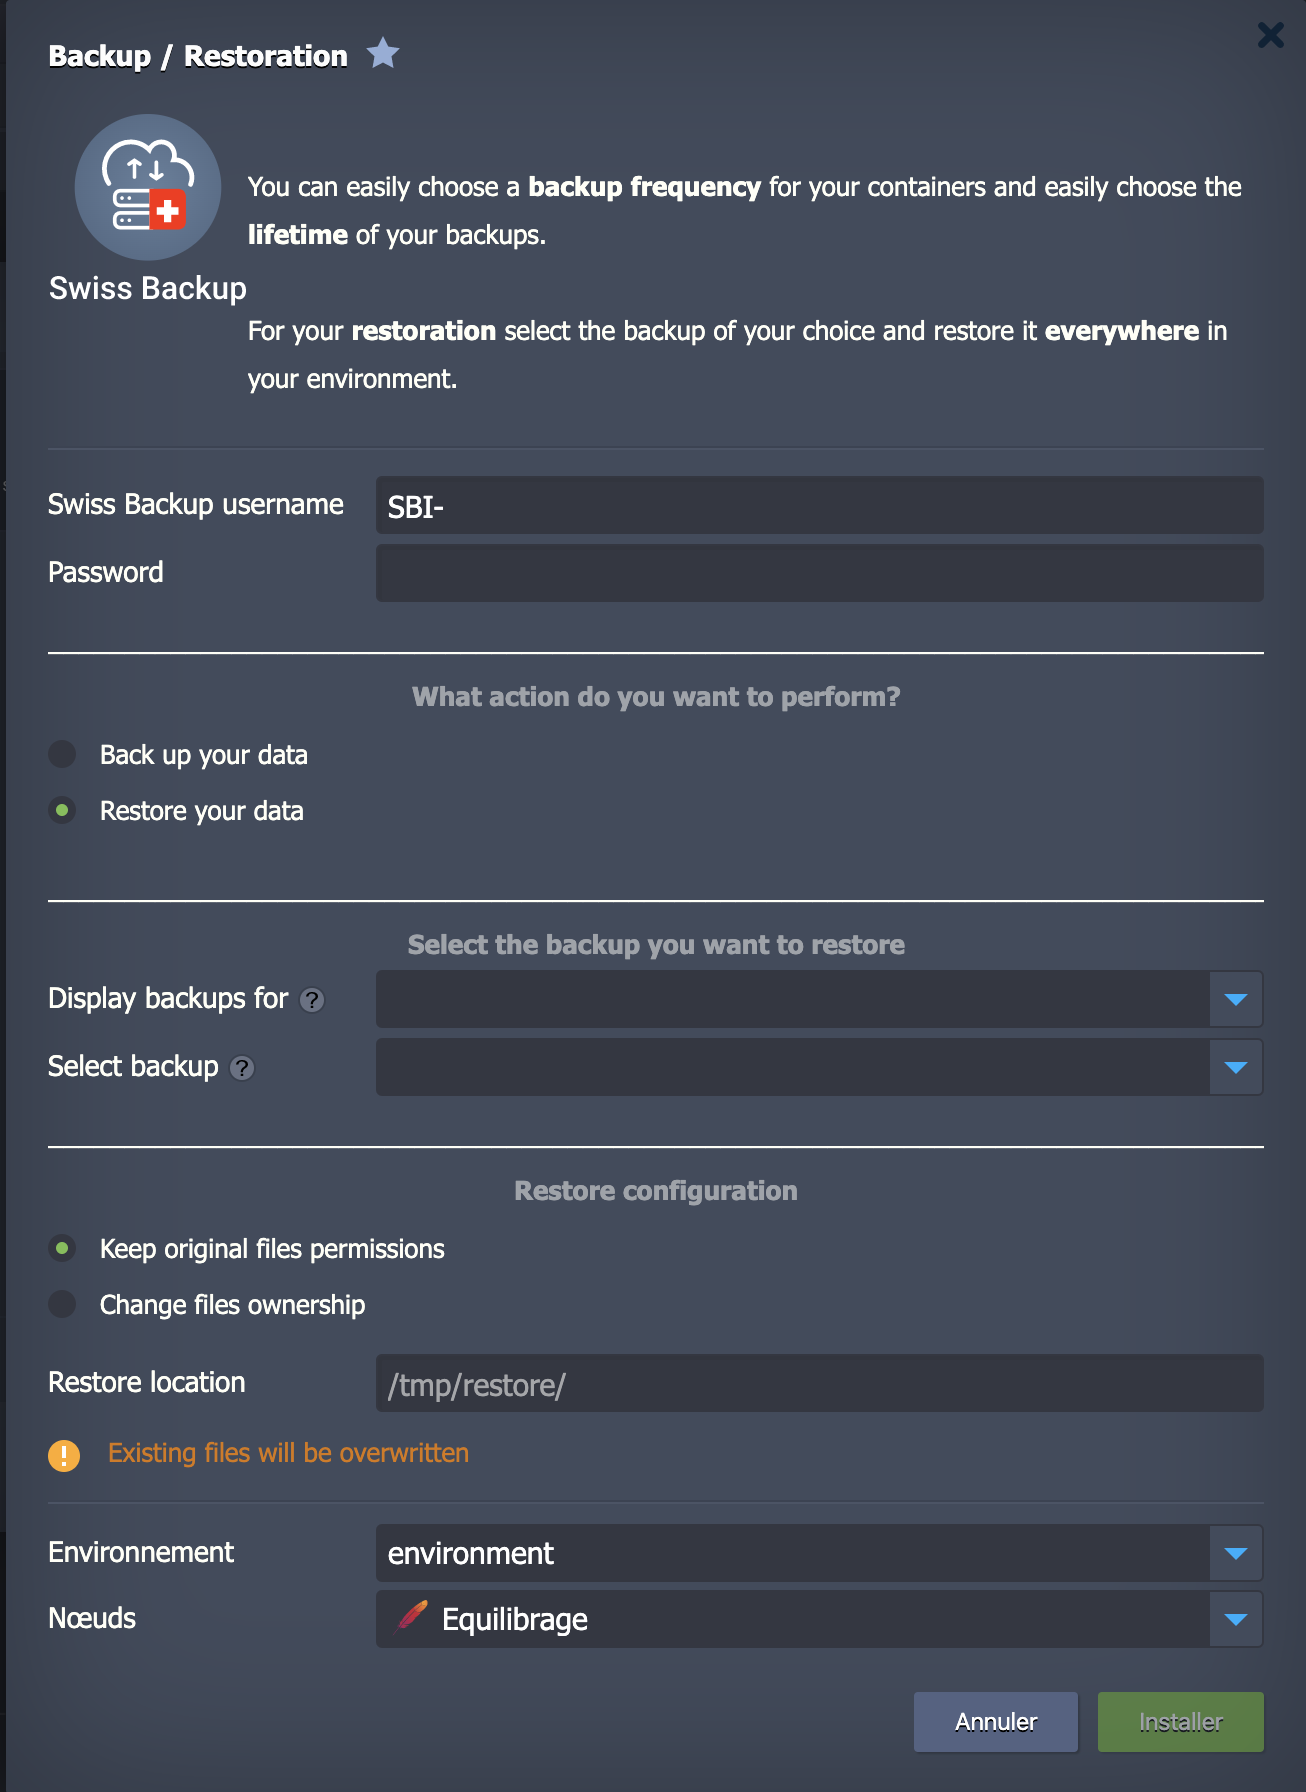 Backup / Restoration
You can easily choose a backup frequency for your containers and easily choose the
lifetime of your backups.
Swiss Backup
For your restoration select the backup of your choice and restore it everywhere in
your environment.
Swiss Backup username
SBI-
Password
What action do you want to perform?
Back up your data
Restore your data
Select the backup you want to restore
Display backups for ?
Select backup ?
Restore configuration
Keep original files permissions
Change files ownership
Restore location
/tmp/restore/
! Existing files will be overwritten
Environnement
environment
Nœuds
Equilibrage
Annuler
Installer